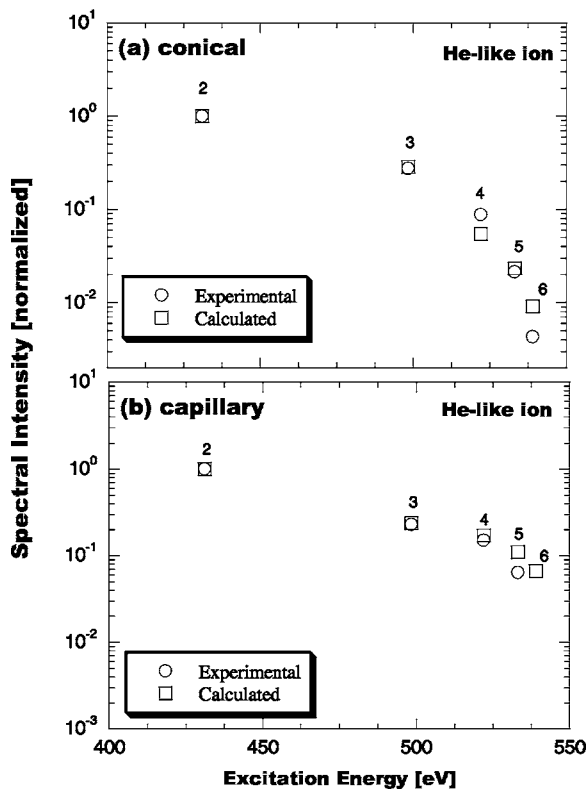 Spectral Intensity [normalized]
(a) conical
He-like ion
10¹
10⁰
10⁻¹
10⁻²
2
3
4
5
6
Experimental
Calculated
(b) capillary
He-like ion
10¹
10⁰
10⁻¹
10⁻²
10⁻³
2
3
4
5
6
Experimental
Calculated
400 450 500 550
Excitation Energy [eV]